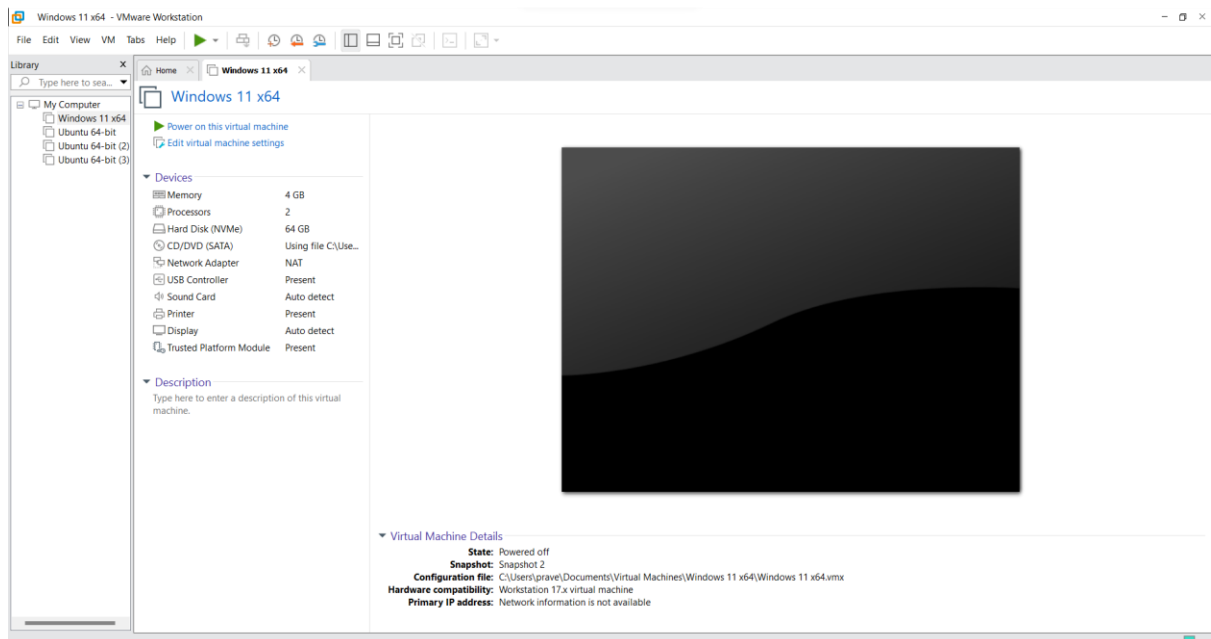 Windows 11 x64 - VMware Workstation
File Edit View VM Tabs Help
Library X
Type here to sea...
My Computer
Windows 11 x64
Ubuntu 64-bit
Ubuntu 64-bit (2)
Ubuntu 64-bit (3)
Home Windows 11 x64
Windows 11 x64
Power on this virtual machine
Edit virtual machine settings
Devices
Memory 4 GB
Processors 2
Hard Disk (NVMe) 64 GB
CD/DVD (SATA) Using file C:\Use...
Network Adapter NAT
USB Controller Present
Sound Card Auto detect
Printer Present
Display Auto detect
Trusted Platform Module Present
Description
Type here to enter a description of this virtual
machine.
Virtual Machine Details
State: Powered off
Snapshot: Snapshot 2
Configuration file: C:\Users\prave\Documents\Virtual Machines\Windows 11 x64\Windows 11 x64.vmx
Hardware compatibility: Workstation 17.x virtual machine
Primary IP address: Network information is not available